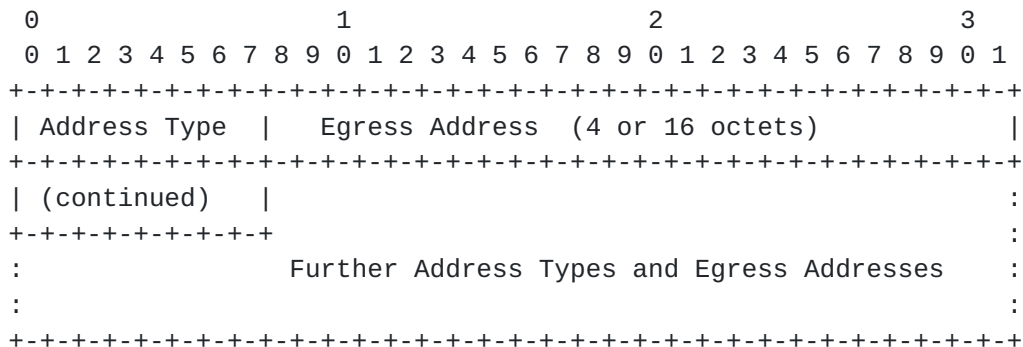 0                   1                   2                   3
 0 1 2 3 4 5 6 7 8 9 0 1 2 3 4 5 6 7 8 9 0 1 2 3 4 5 6 7 8 9 0 1
+-+-+-+-+-+-+-+-+-+-+-+-+-+-+-+-+-+-+-+-+-+-+-+-+-+-+-+-+-+-+-+-+
| Address Type  |   Egress Address  (4 or 16 octets)            |
+-+-+-+-+-+-+-+-+-+-+-+-+-+-+-+-+-+-+-+-+-+-+-+-+-+-+-+-+-+-+-+-+
| (continued)   |                                               :
+-+-+-+-+-+-+-+-+                                               :
:                 Further Address Types and Egress Addresses    :
:                                                               :
+-+-+-+-+-+-+-+-+-+-+-+-+-+-+-+-+-+-+-+-+-+-+-+-+-+-+-+-+-+-+-+-+